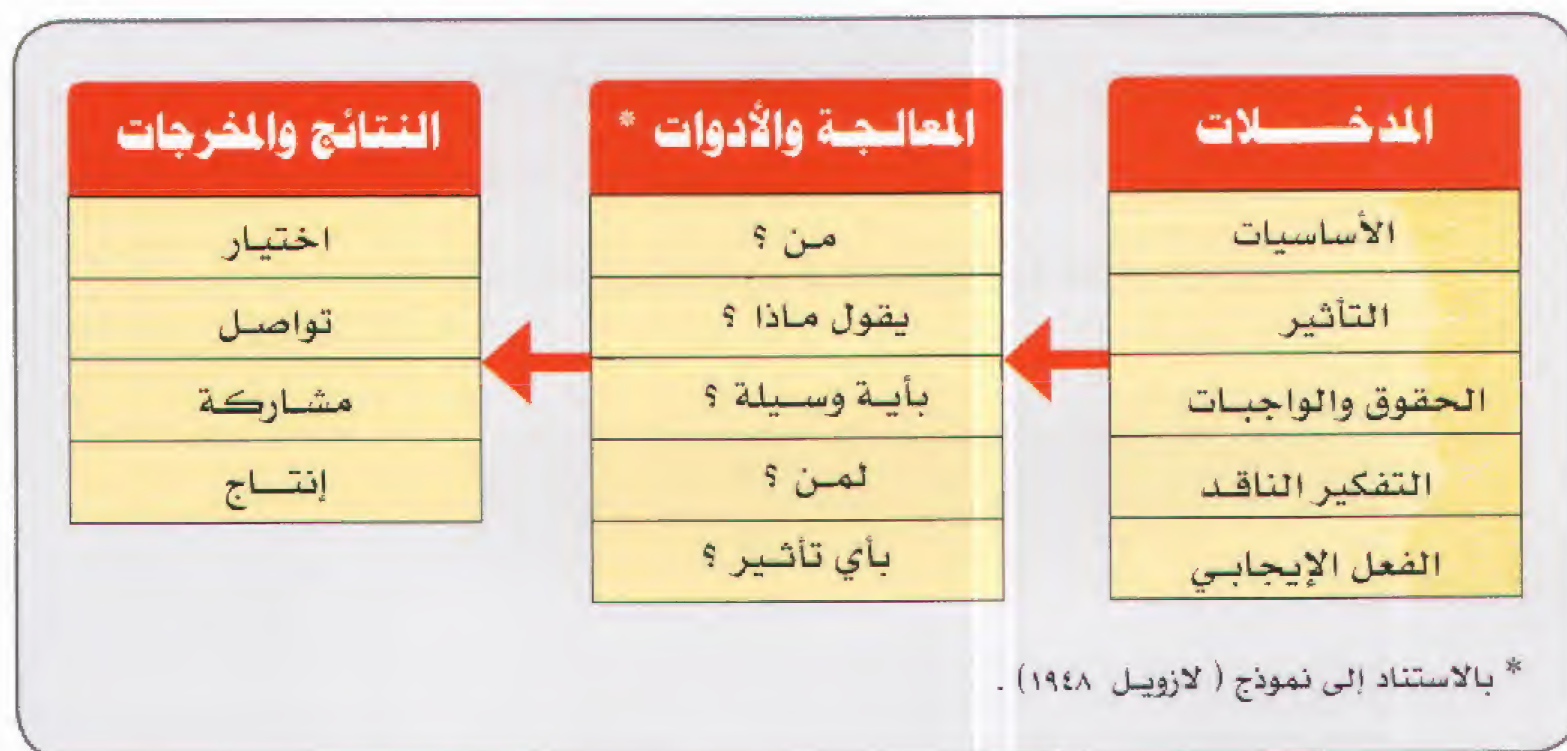 المدخلات
الأساسيات
التأثير
الحقوق والواجبات
التفكير الناقد
الفعل الإيجابي
المعالجة والأدوات *
من ؟
يقول ماذا ؟
بأية وسيلة ؟
لمن ؟
بأي تأثير ؟
النتائج والمخرجات
اختيار
تواصل
مشاركة
إنتاج
* بالاستناد إلى نموذج ( لازويل ١٩٤٨ ) .